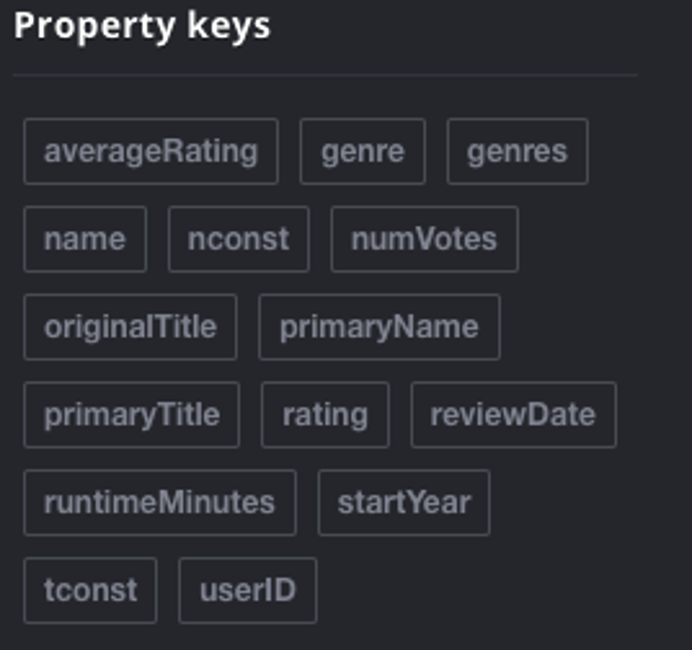 Property keys
averageRating genre genres
name nconst numVotes
originalTitle primaryName
primaryTitle rating reviewDate
runtimeMinutes startYear
tconst userID